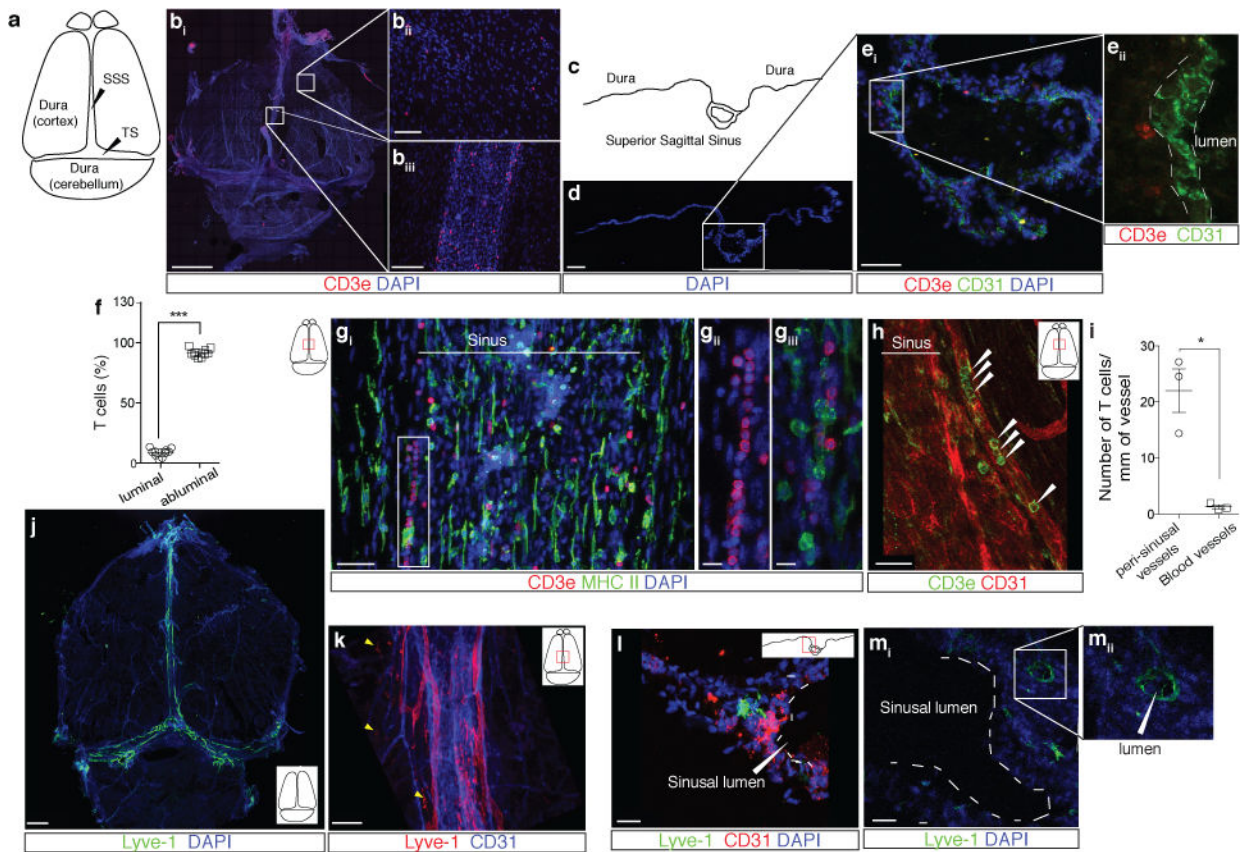 a
SSS
Dura
(cortex)
TS
Dura
(cerebellum)
bi
bii
biii
CD3e DAPI
c
Dura
Dura
Superior Sagittal Sinus
d
DAPI
ei
CD3e CD31 DAPI
eii
lumen
CD3e CD31
f
130
100
50
0
T cells (%)
***
luminal
abluminal
gi
Sinus
gii
giii
CD3e MHC II DAPI
h
Sinus
CD3e CD31
i
30
20
10
0
Number of T cells/
mm of vessel
*
peri-sinusal
vessels
Blood vessels
j
Lyve-1 DAPI
k
Lyve-1 CD31
l
Sinusal lumen
Lyve-1 CD31 DAPI
mi
Sinusal lumen
Lyve-1 DAPI
mii
lumen